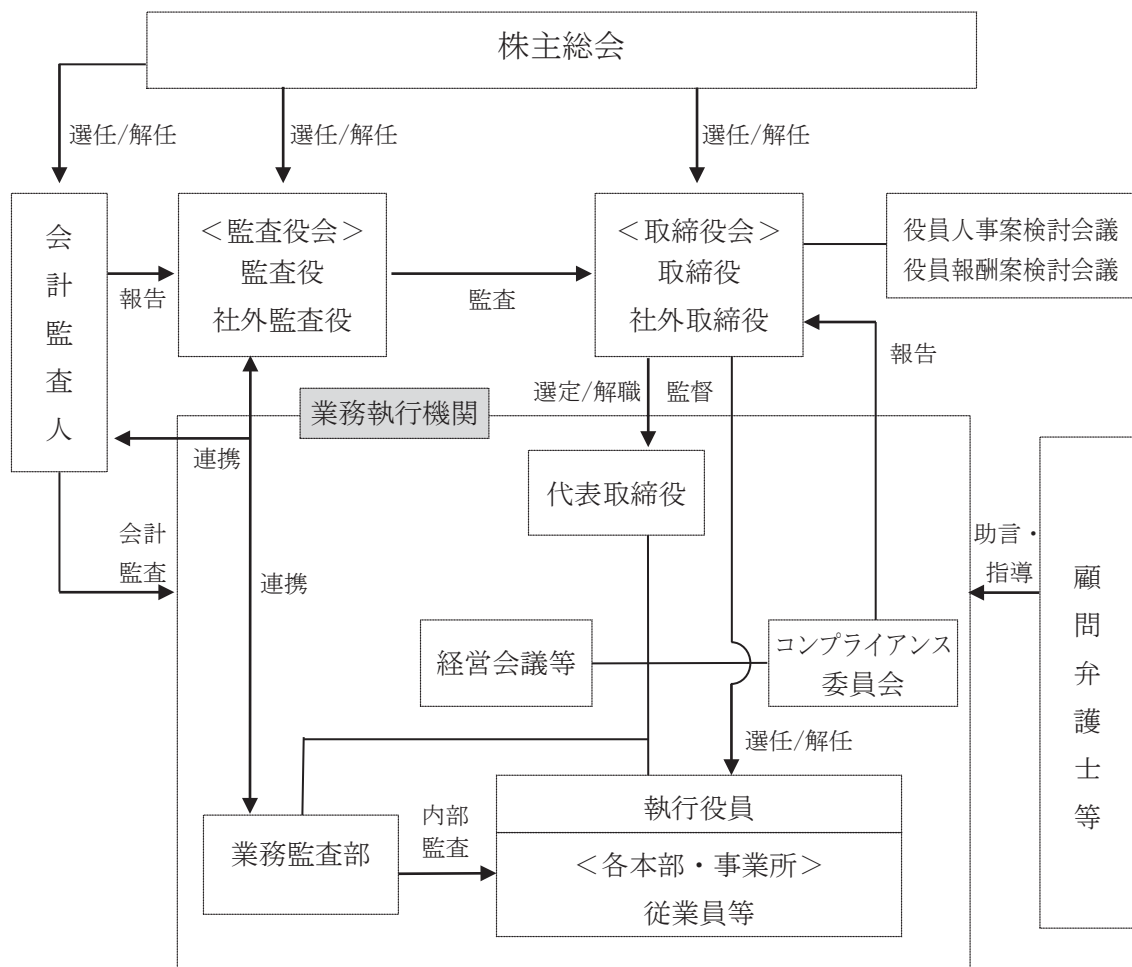 株主総会
選任/解任
選任/解任
選任/解任
会計監査人
＜監査役会＞
監査役
社外監査役
＜取締役会＞
取締役
社外取締役
役員人事案検討会議
役員報酬案検討会議
報告
監査
報告
選定/解職
監督
業務執行機関
連携
代表取締役
会計
監査
連携
助言・
指導
顧問弁護士等
経営会議等
コンプライアンス
委員会
選任/解任
執行役員
内部
監査
業務監査部
＜各本部・事業所＞
従業員等